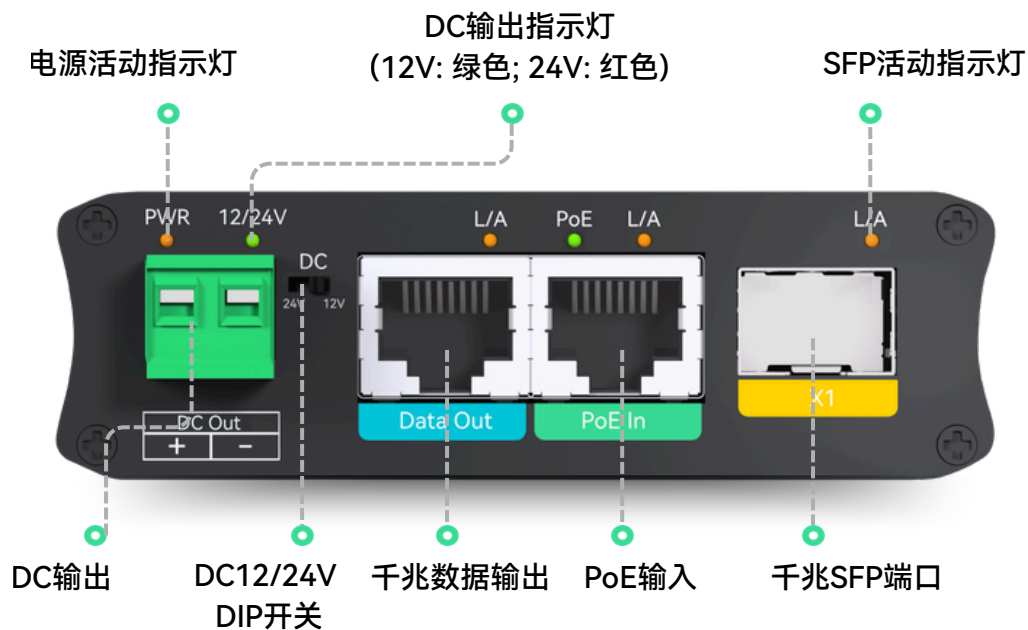 DC输出指示灯
(12V: 绿色; 24V: 红色)
电源活动指示灯
SFP活动指示灯
PWR 12/24V L/A PoE L/A L/A
DC
24V 12V
Data Out PoE In X1
DC Out
+ -
DC输出
DC12/24V
DIP开关
千兆数据输出
PoE输入
千兆SFP端口